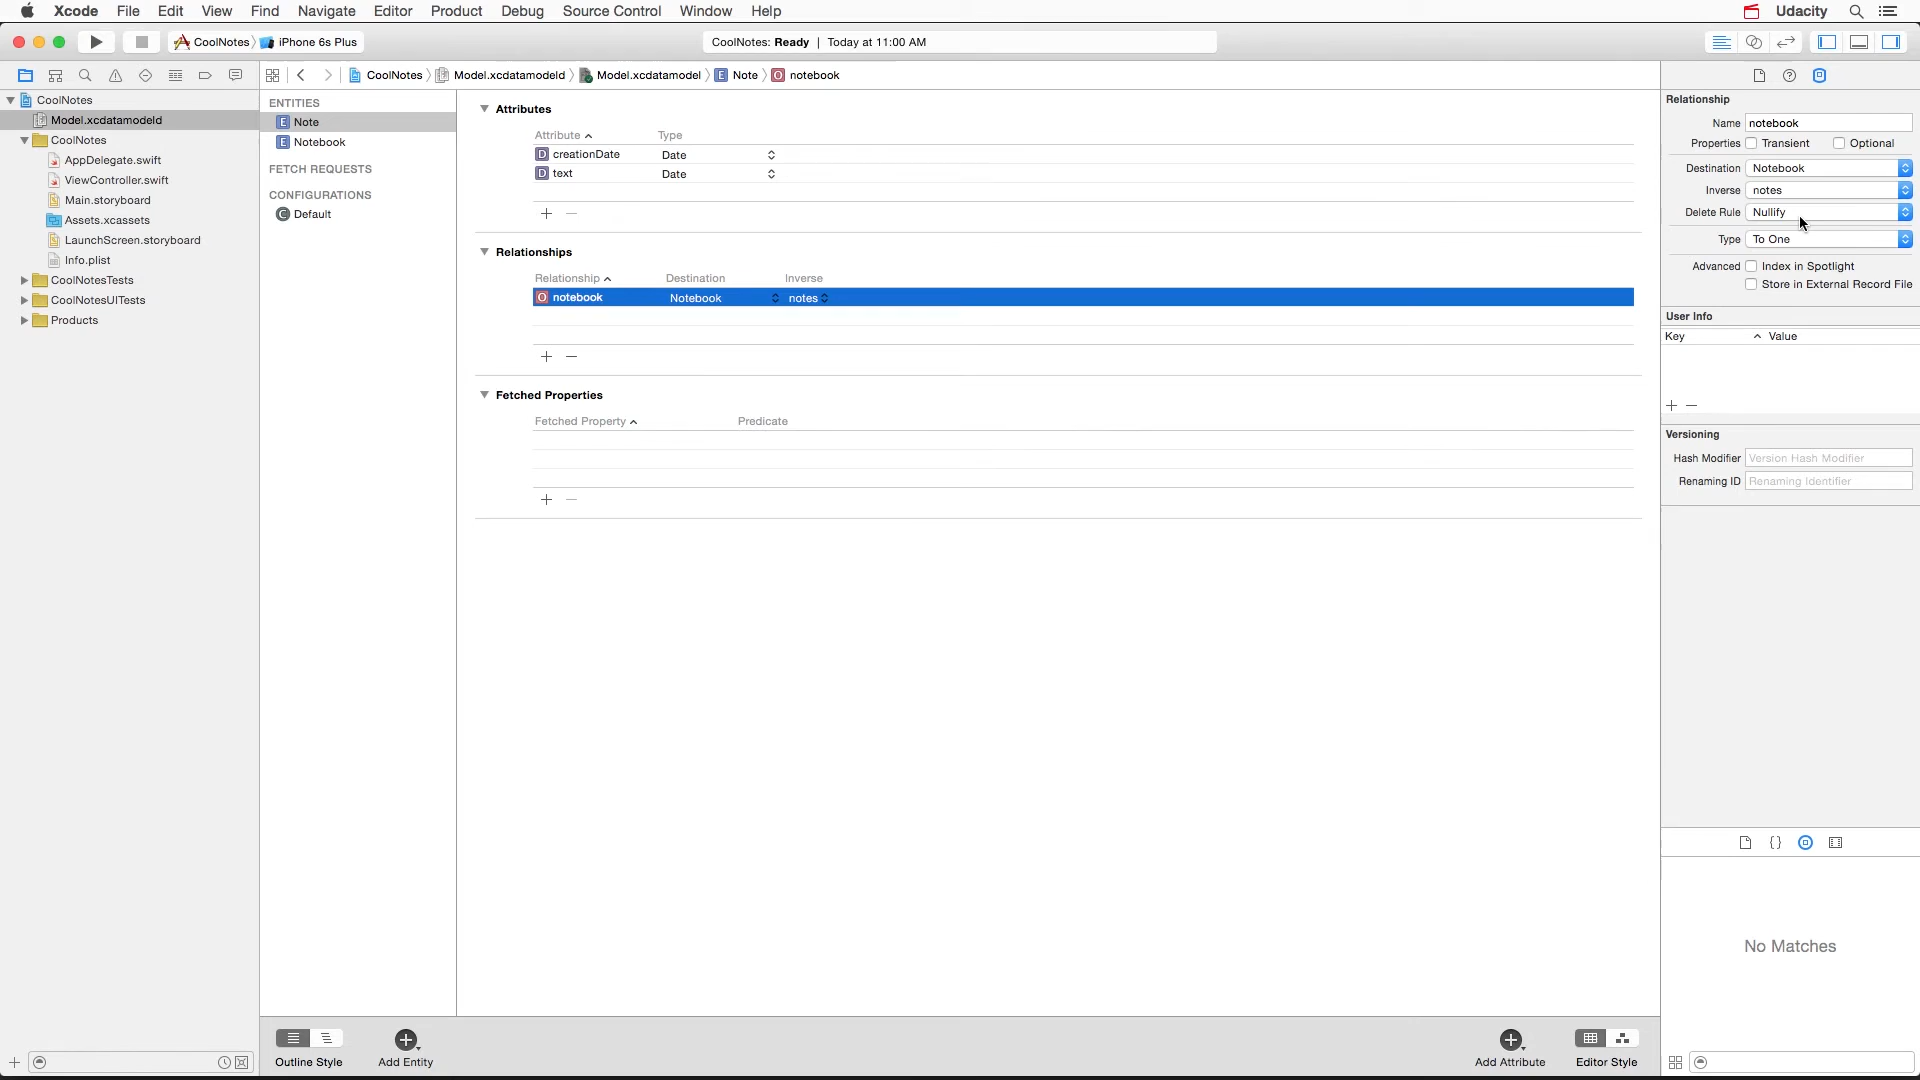 Xcode File Edit View Find Navigate Editor Product Debug Source Control Window Help Udacity
CoolNotes iPhone 6s Plus CoolNotes: Ready | Today at 11:00 AM
CoolNotes Model.xcdatamodeld Model.xcdatamodel E Note O notebook
CoolNotes
Model.xcdatamodeld
CoolNotes
AppDelegate.swift
ViewController.swift
Main.storyboard
Assets.xcassets
LaunchScreen.storyboard
Info.plist
CoolNotesTests
CoolNotesUITests
Products
ENTITIES
E Note
E Notebook
FETCH REQUESTS
CONFIGURATIONS
C Default
Attributes
Attribute Type
D creationDate Date
D text Date
Relationships
Relationship Destination Inverse
O notebook Notebook notes
Fetched Properties
Fetched Property Predicate
Outline Style
Add Entity
Add Attribute
Editor Style
Relationship
Name notebook
Properties Transient Optional
Destination Notebook
Inverse notes
Delete Rule Nullify
Type To One
Advanced Index in Spotlight
Store in External Record File
User Info
Key Value
Versioning
Hash Modifier Version Hash Modifier
Renaming ID Renaming Identifier
No Matches